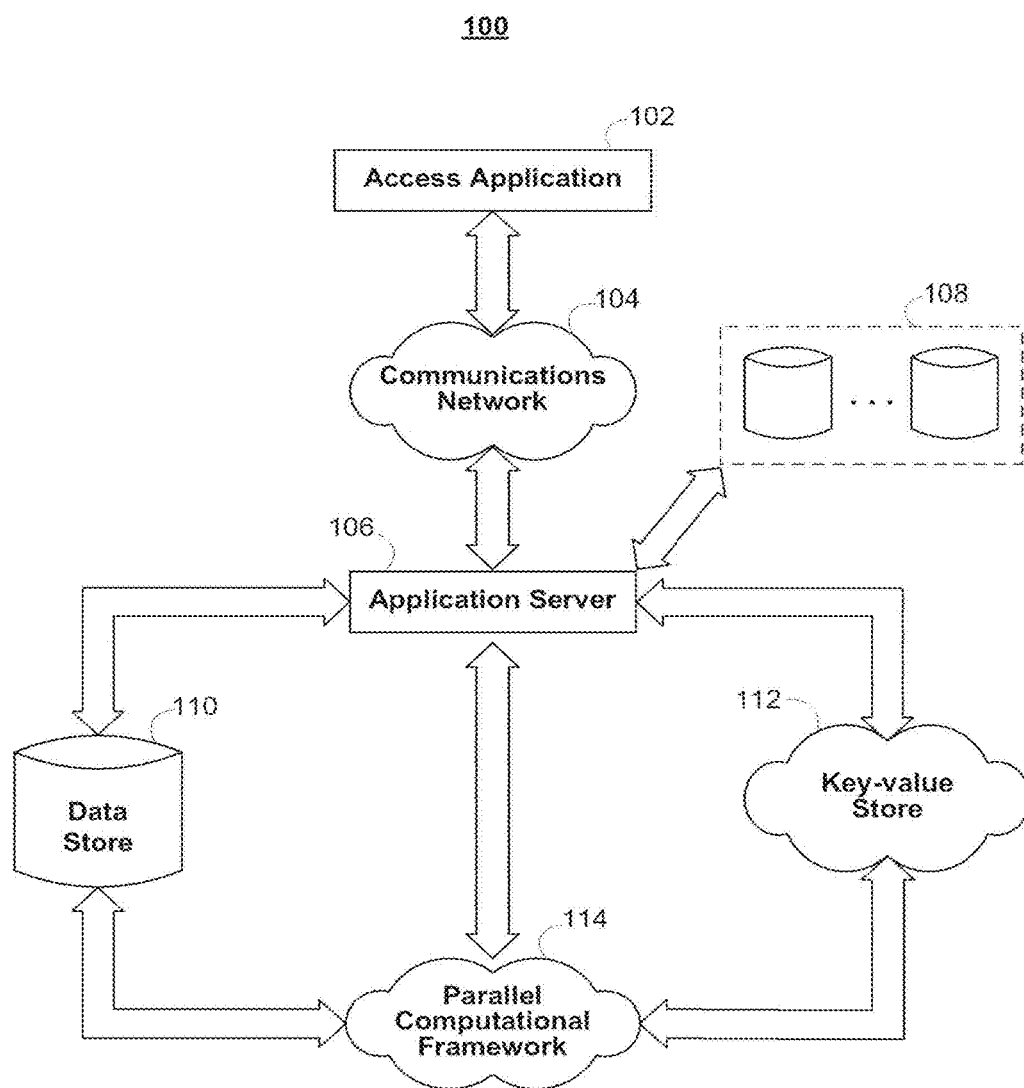 100
102
Access Application
104
Communications
Network
108
. . .
106
Application Server
110
Data
Store
112
Key-value
Store
114
Parallel
Computational
Framework